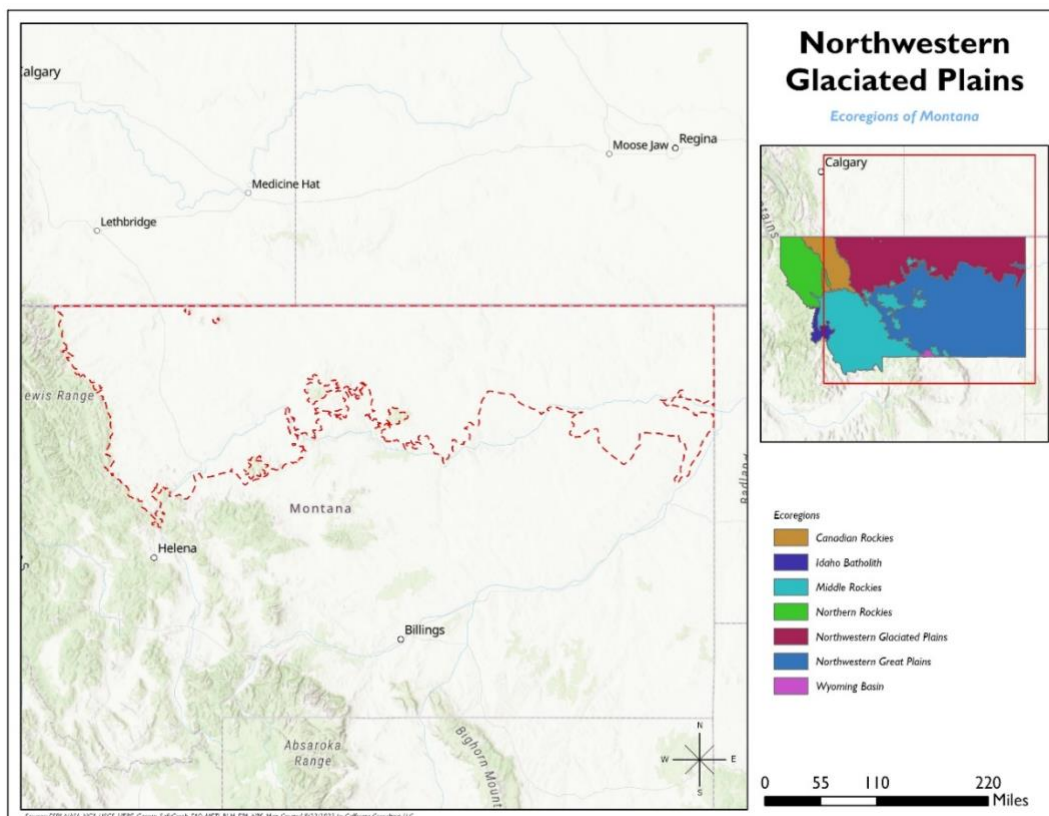 Northwestern
Glaciated Plains
Ecoregions of Montana
Calgary
Moose Jaw
Regina
Medicine Hat
Lethbridge
ewis Range
Montana
Helena
Billings
Absaroka
Range
Bighorn Mount
Badland
N
W
E
S
Calgary
tains
Ecoregions
Canadian Rockies
Idaho Batholith
Middle Rockies
Northern Rockies
Northwestern Glaciated Plains
Northwestern Great Plains
Wyoming Basin
0
55
110
220
Miles